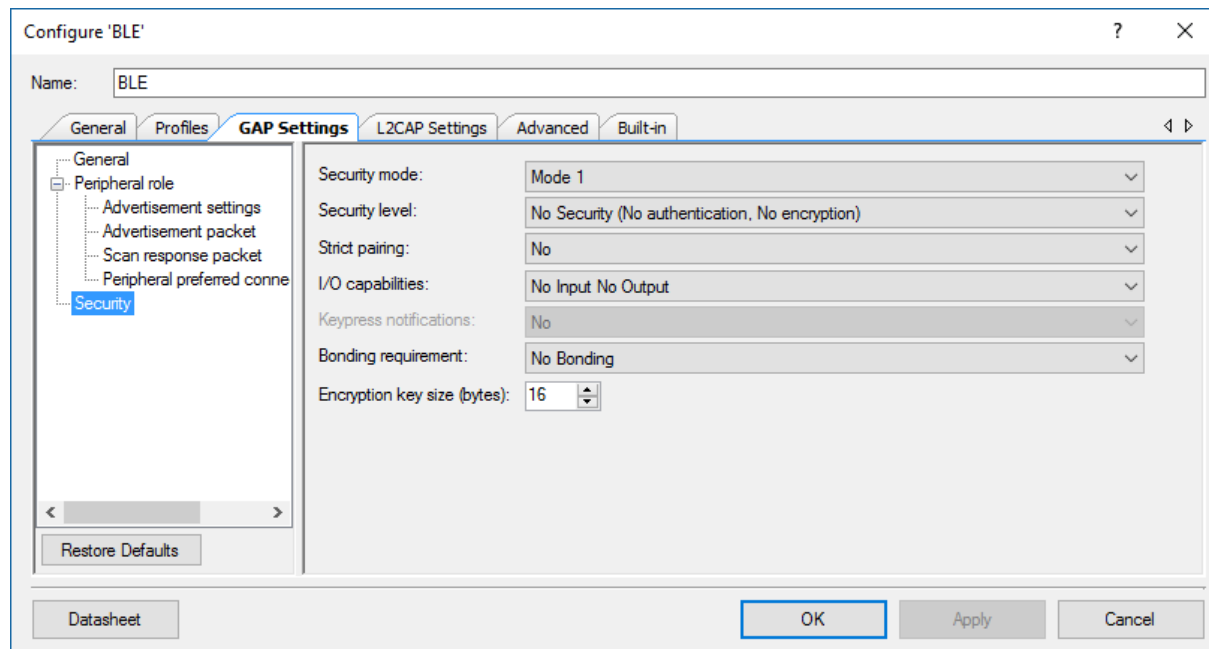 Configure 'BLE'
Name: BLE
General Profiles GAP Settings L2CAP Settings Advanced Built-in
General
Peripheral role
Advertisement settings
Advertisement packet
Scan response packet
Peripheral preferred conne
Security
Security mode: Mode 1
Security level: No Security (No authentication, No encryption)
Strict pairing: No
I/O capabilities: No Input No Output
Keypress notifications: No
Bonding requirement: No Bonding
Encryption key size (bytes): 16
Restore Defaults
Datasheet OK Apply Cancel